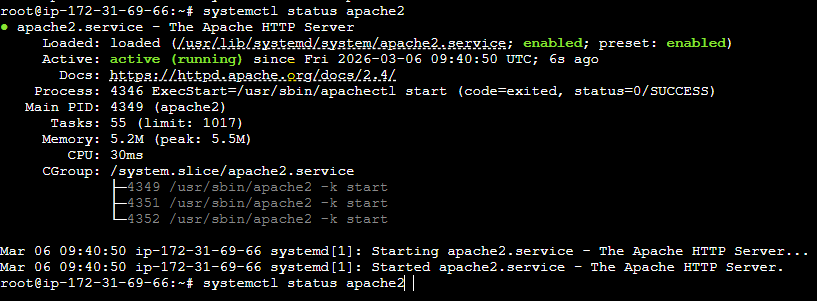 root@ip-172-31-69-66:~# systemctl status apache2
● apache2.service - The Apache HTTP Server
     Loaded: loaded (/usr/lib/systemd/system/apache2.service; enabled; preset: enabled)
     Active: active (running) since Fri 2026-03-06 09:40:50 UTC; 6s ago
       Docs: https://httpd.apache.org/docs/2.4/
    Process: 4346 ExecStart=/usr/sbin/apachectl start (code=exited, status=0/SUCCESS)
   Main PID: 4349 (apache2)
      Tasks: 55 (limit: 1017)
     Memory: 5.2M (peak: 5.5M)
        CPU: 30ms
     CGroup: /system.slice/apache2.service
             ├─4349 /usr/sbin/apache2 -k start
             ├─4351 /usr/sbin/apache2 -k start
             └─4352 /usr/sbin/apache2 -k start

Mar 06 09:40:50 ip-172-31-69-66 systemd[1]: Starting apache2.service - The Apache HTTP Server...
Mar 06 09:40:50 ip-172-31-69-66 systemd[1]: Started apache2.service - The Apache HTTP Server.
root@ip-172-31-69-66:~# systemctl status apache2